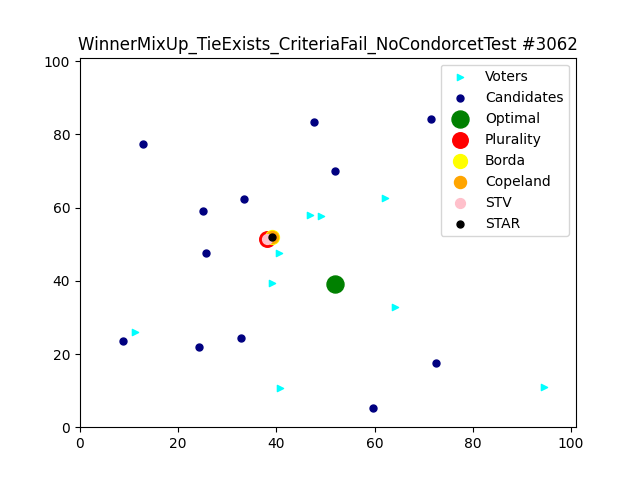 WinnerMixUp_TieExists_CriteriaFail_NoCondorcetTest #3062
100
80
60
40
20
0
0 20 40 60 80 100
Voters
Candidates
Optimal
Plurality
Borda
Copeland
STV
STAR